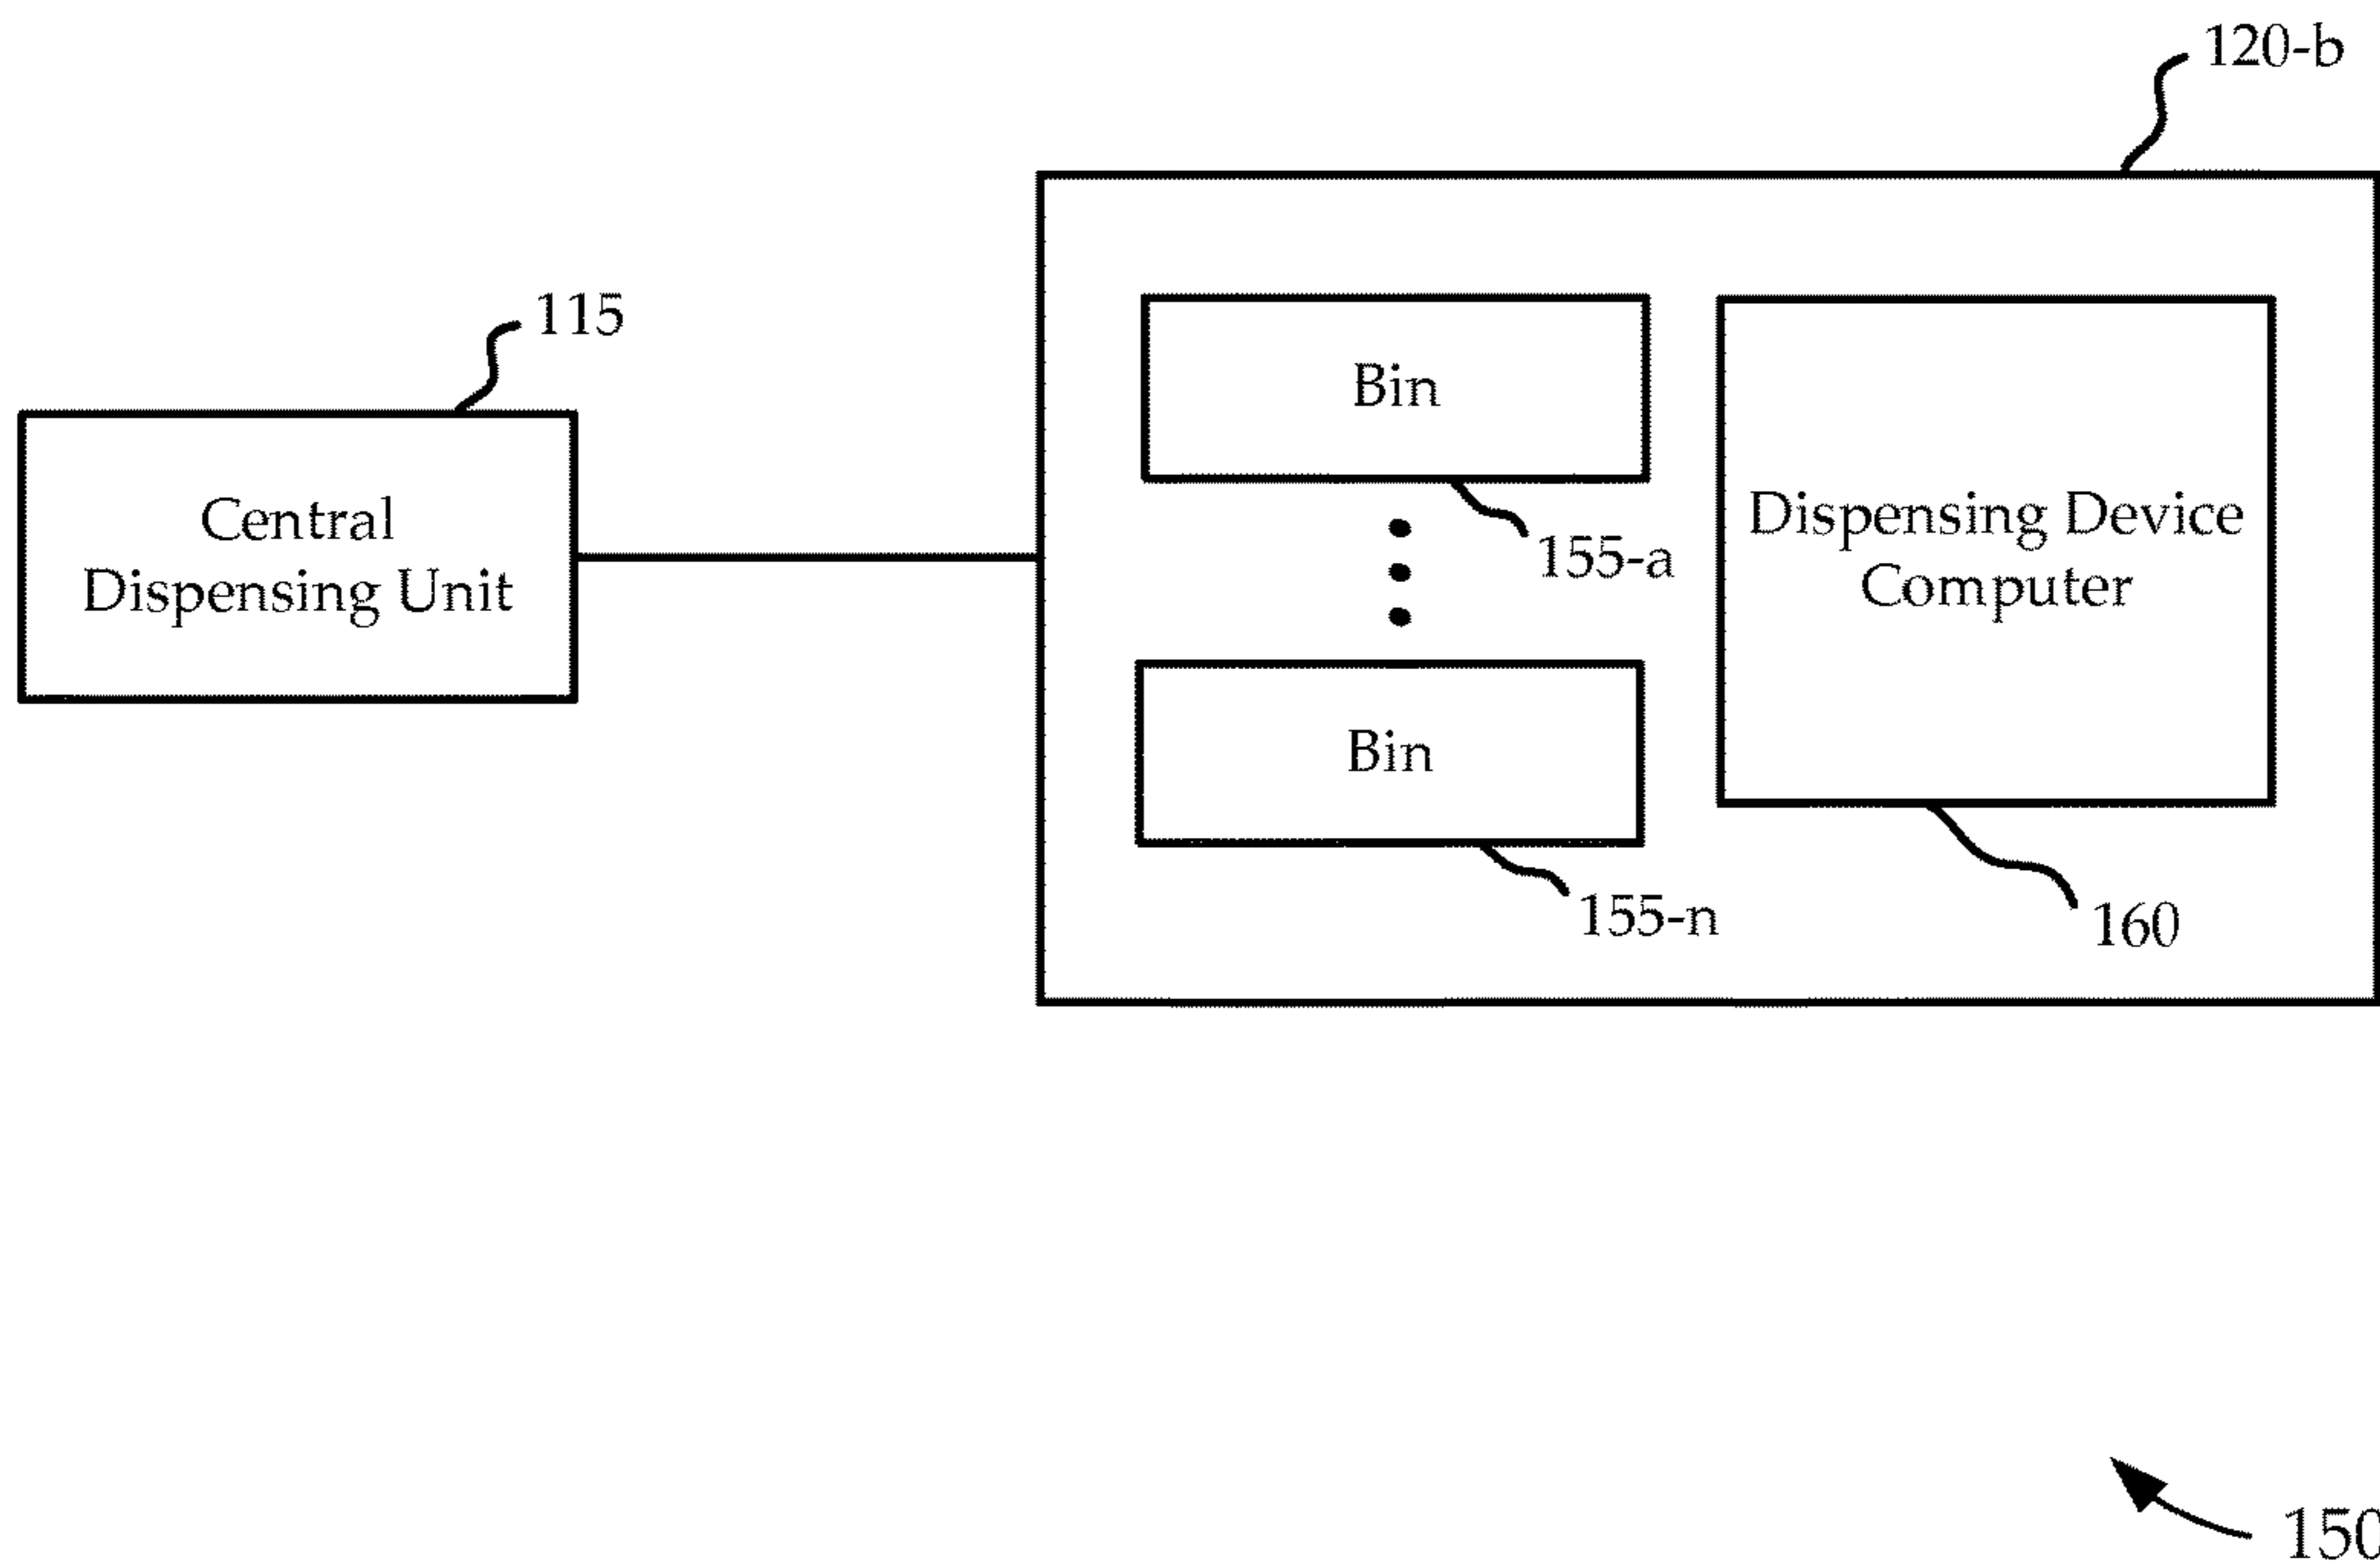 120-b
115
Bin
Central
Dispensing Unit
155-a
Dispensing Device
Computer
Bin
155-n
160
150